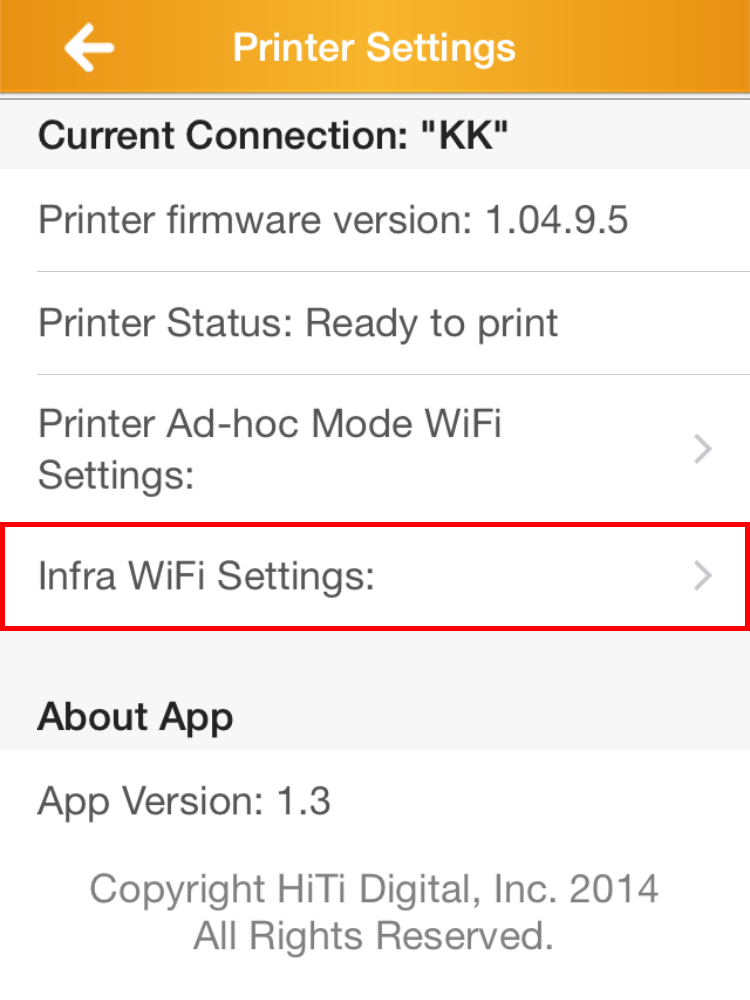 Printer Settings
Current Connection: "KK"
Printer firmware version: 1.04.9.5
Printer Status: Ready to print
Printer Ad-hoc Mode WiFi
Settings:
Infra WiFi Settings:
About App
App Version: 1.3
Copyright HiTi Digital, Inc. 2014
All Rights Reserved.